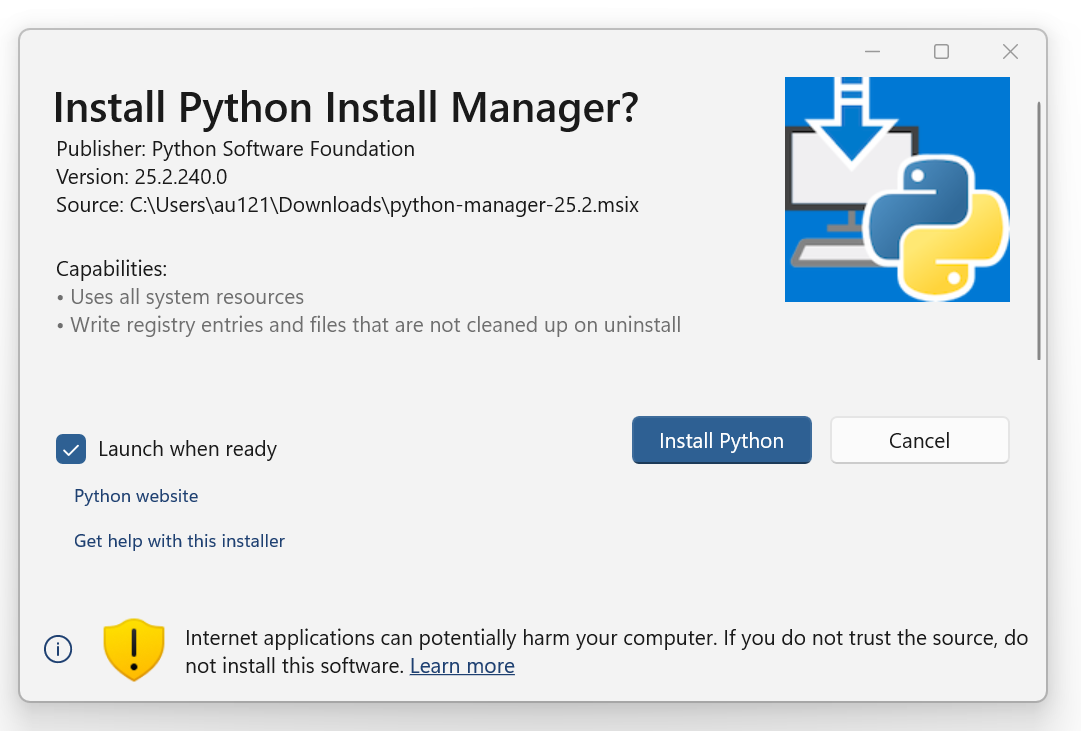 Install Python Install Manager?
Publisher: Python Software Foundation
Version: 25.2.240.0
Source: C:\Users\au121\Downloads\python-manager-25.2.msix
Capabilities:
• Uses all system resources
• Write registry entries and files that are not cleaned up on uninstall
Launch when ready
Install Python
Cancel
Python website
Get help with this installer
Internet applications can potentially harm your computer. If you do not trust the source, do
not install this software. Learn more